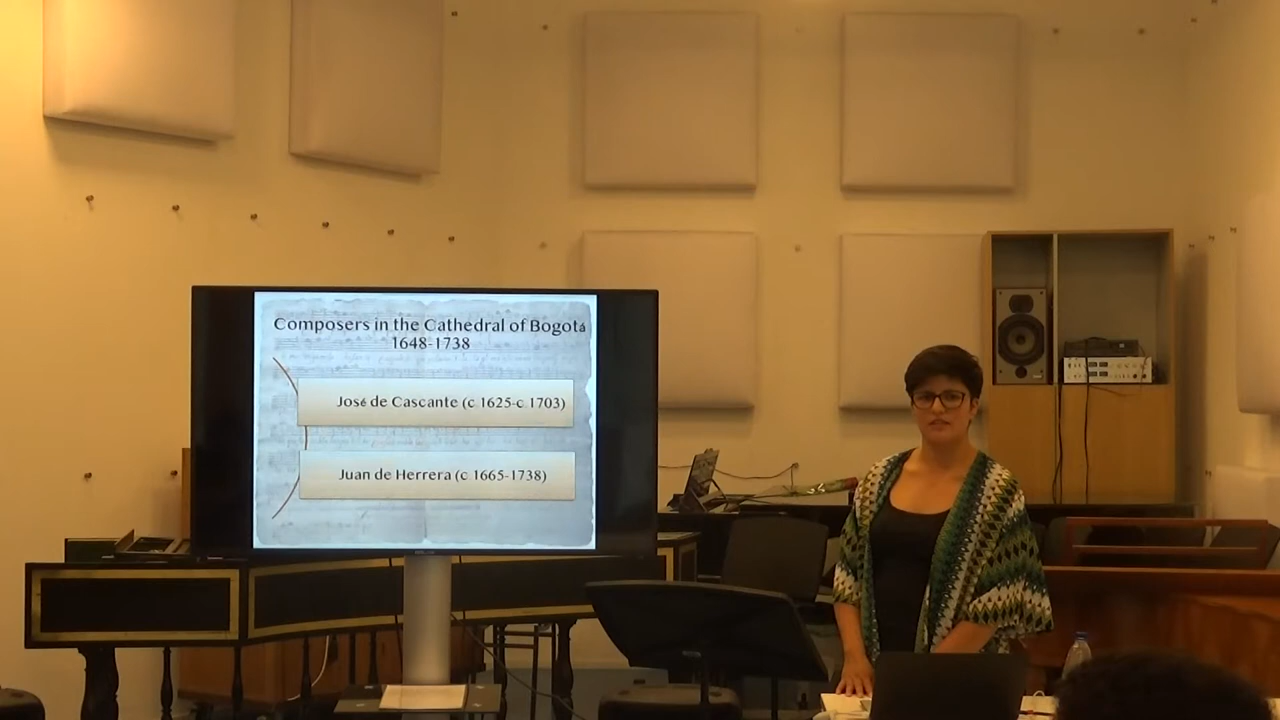 Composers in the Cathedral of Bogotá
1648-1738
José de Cascante (c 1625-c 1703)
Juan de Herrera (c 1665-1738)